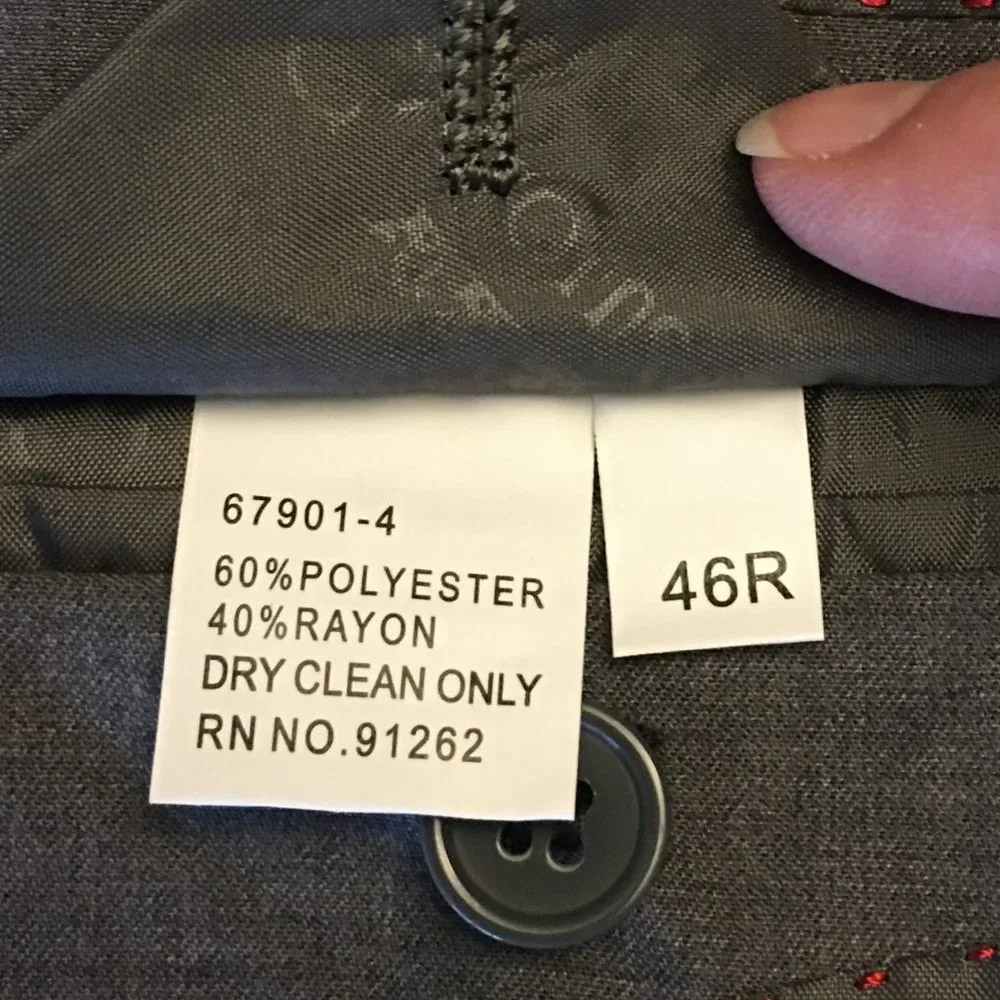 67901-4
60%POLYESTER
40%RAYON
DRY CLEAN ONLY
RN NO.91262
46R